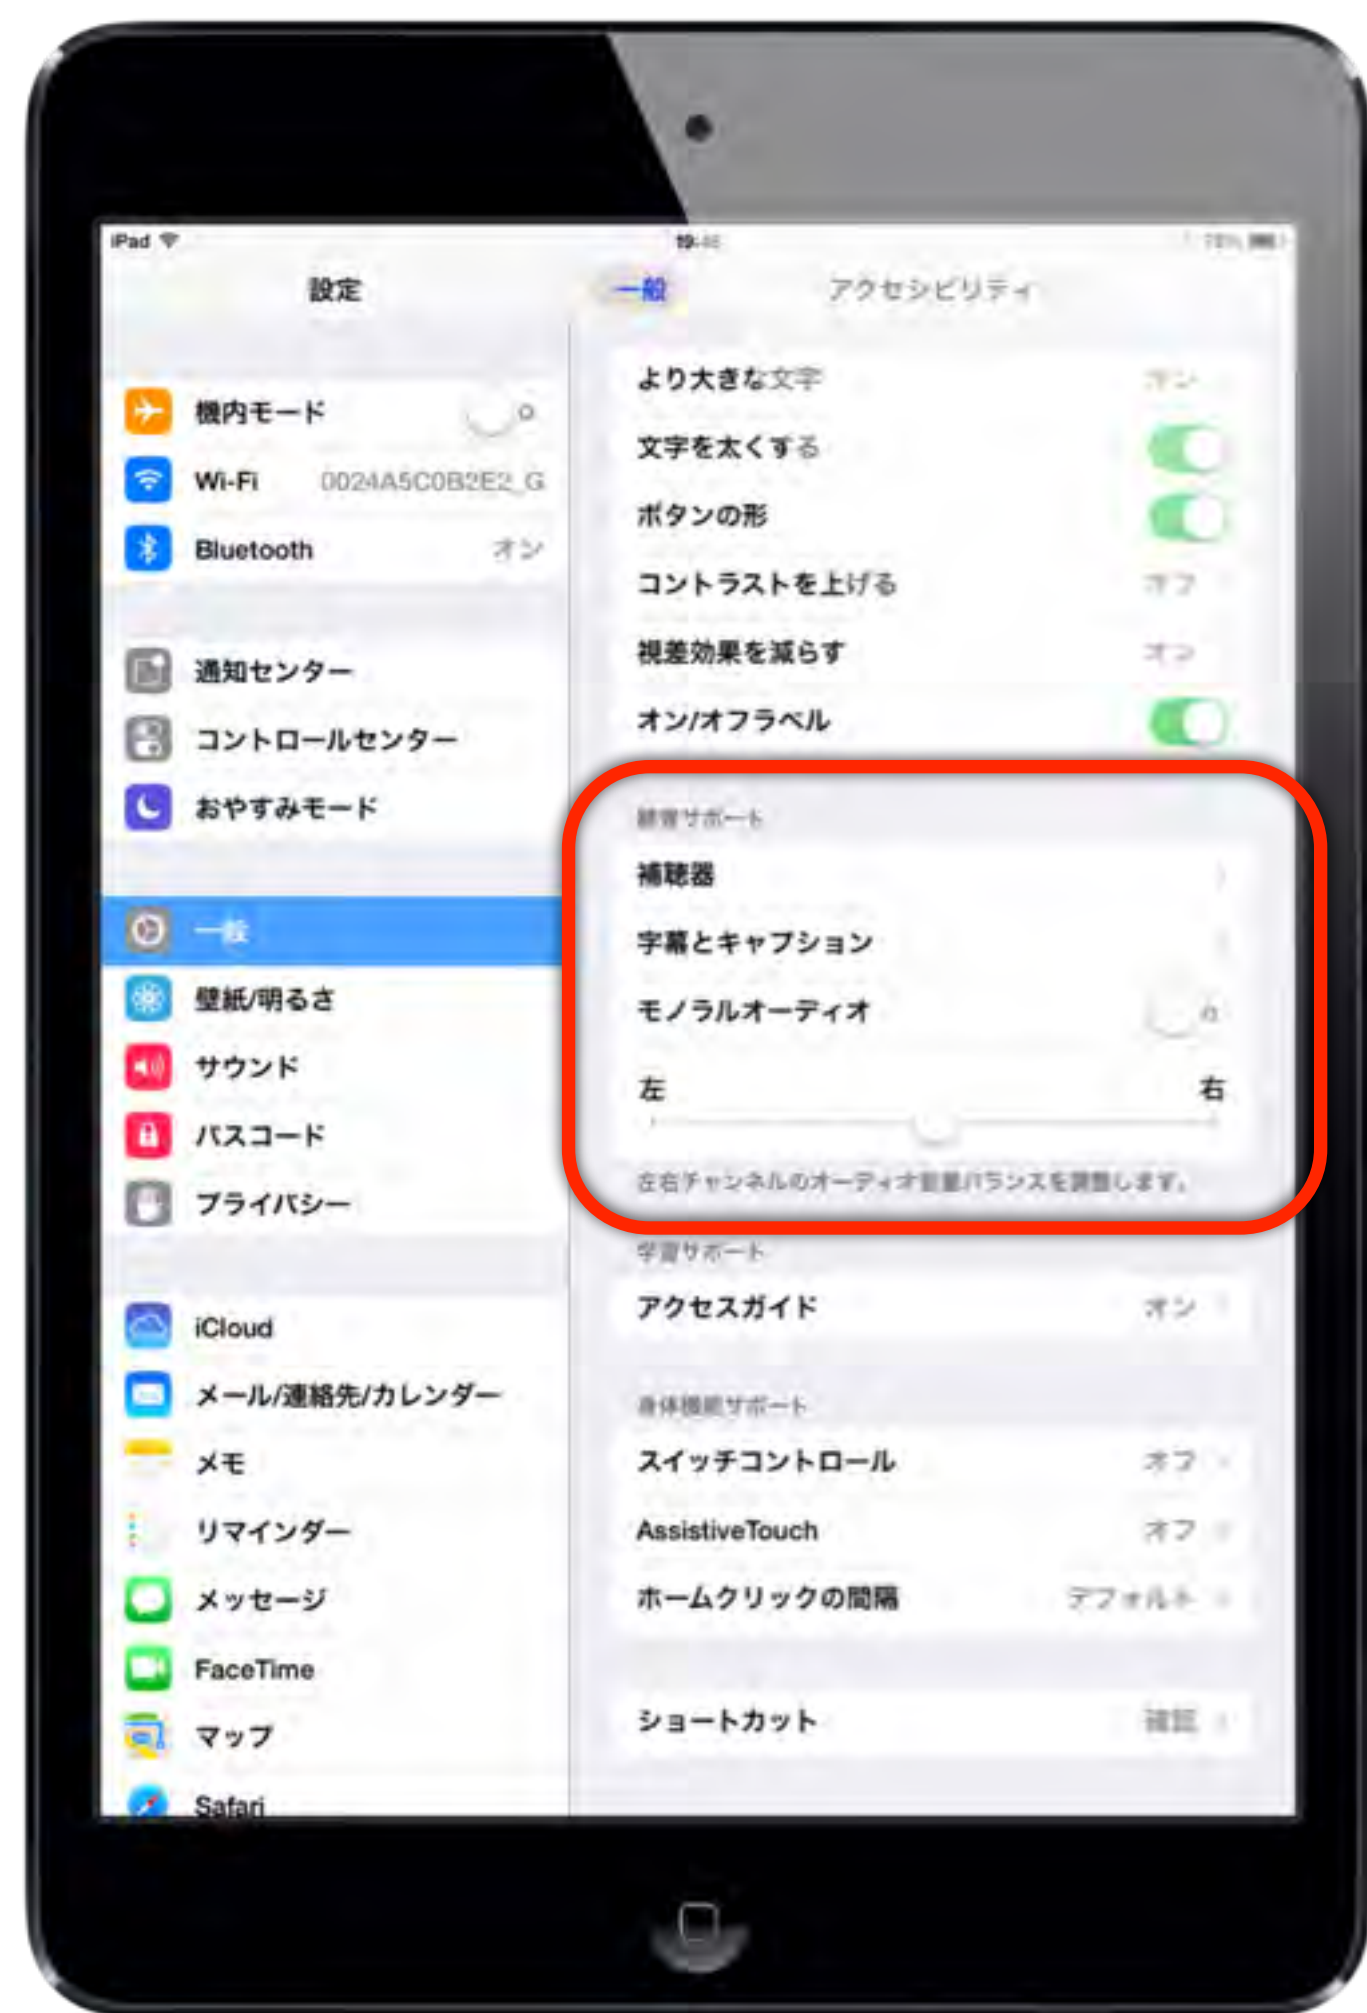 iPad
19:46
設定
一般
アクセシビリティ
機内モード
Wi-Fi 0024A5C0B2E2_G
Bluetooth オン
通知センター
コントロールセンター
おやすみモード
一般
壁紙/明るさ
サウンド
パスコード
プライバシー
iCloud
メール/連絡先/カレンダー
メモ
リマインダー
メッセージ
FaceTime
マップ
Safari
より大きな文字 オン
文字を太くする
ボタンの形
コントラストを上げる オフ
視差効果を減らす
オン/オフラベル
聴覚サポート
補聴器
字幕とキャプション
モノラルオーディオ
左 右
左右チャンネルのオーディオ音量バランスを調整します。
学習サポート
アクセスガイド オン
身体機能サポート
スイッチコントロール オフ
AssistiveTouch オフ
ホームクリックの間隔 デフォルト
ショートカット 確認